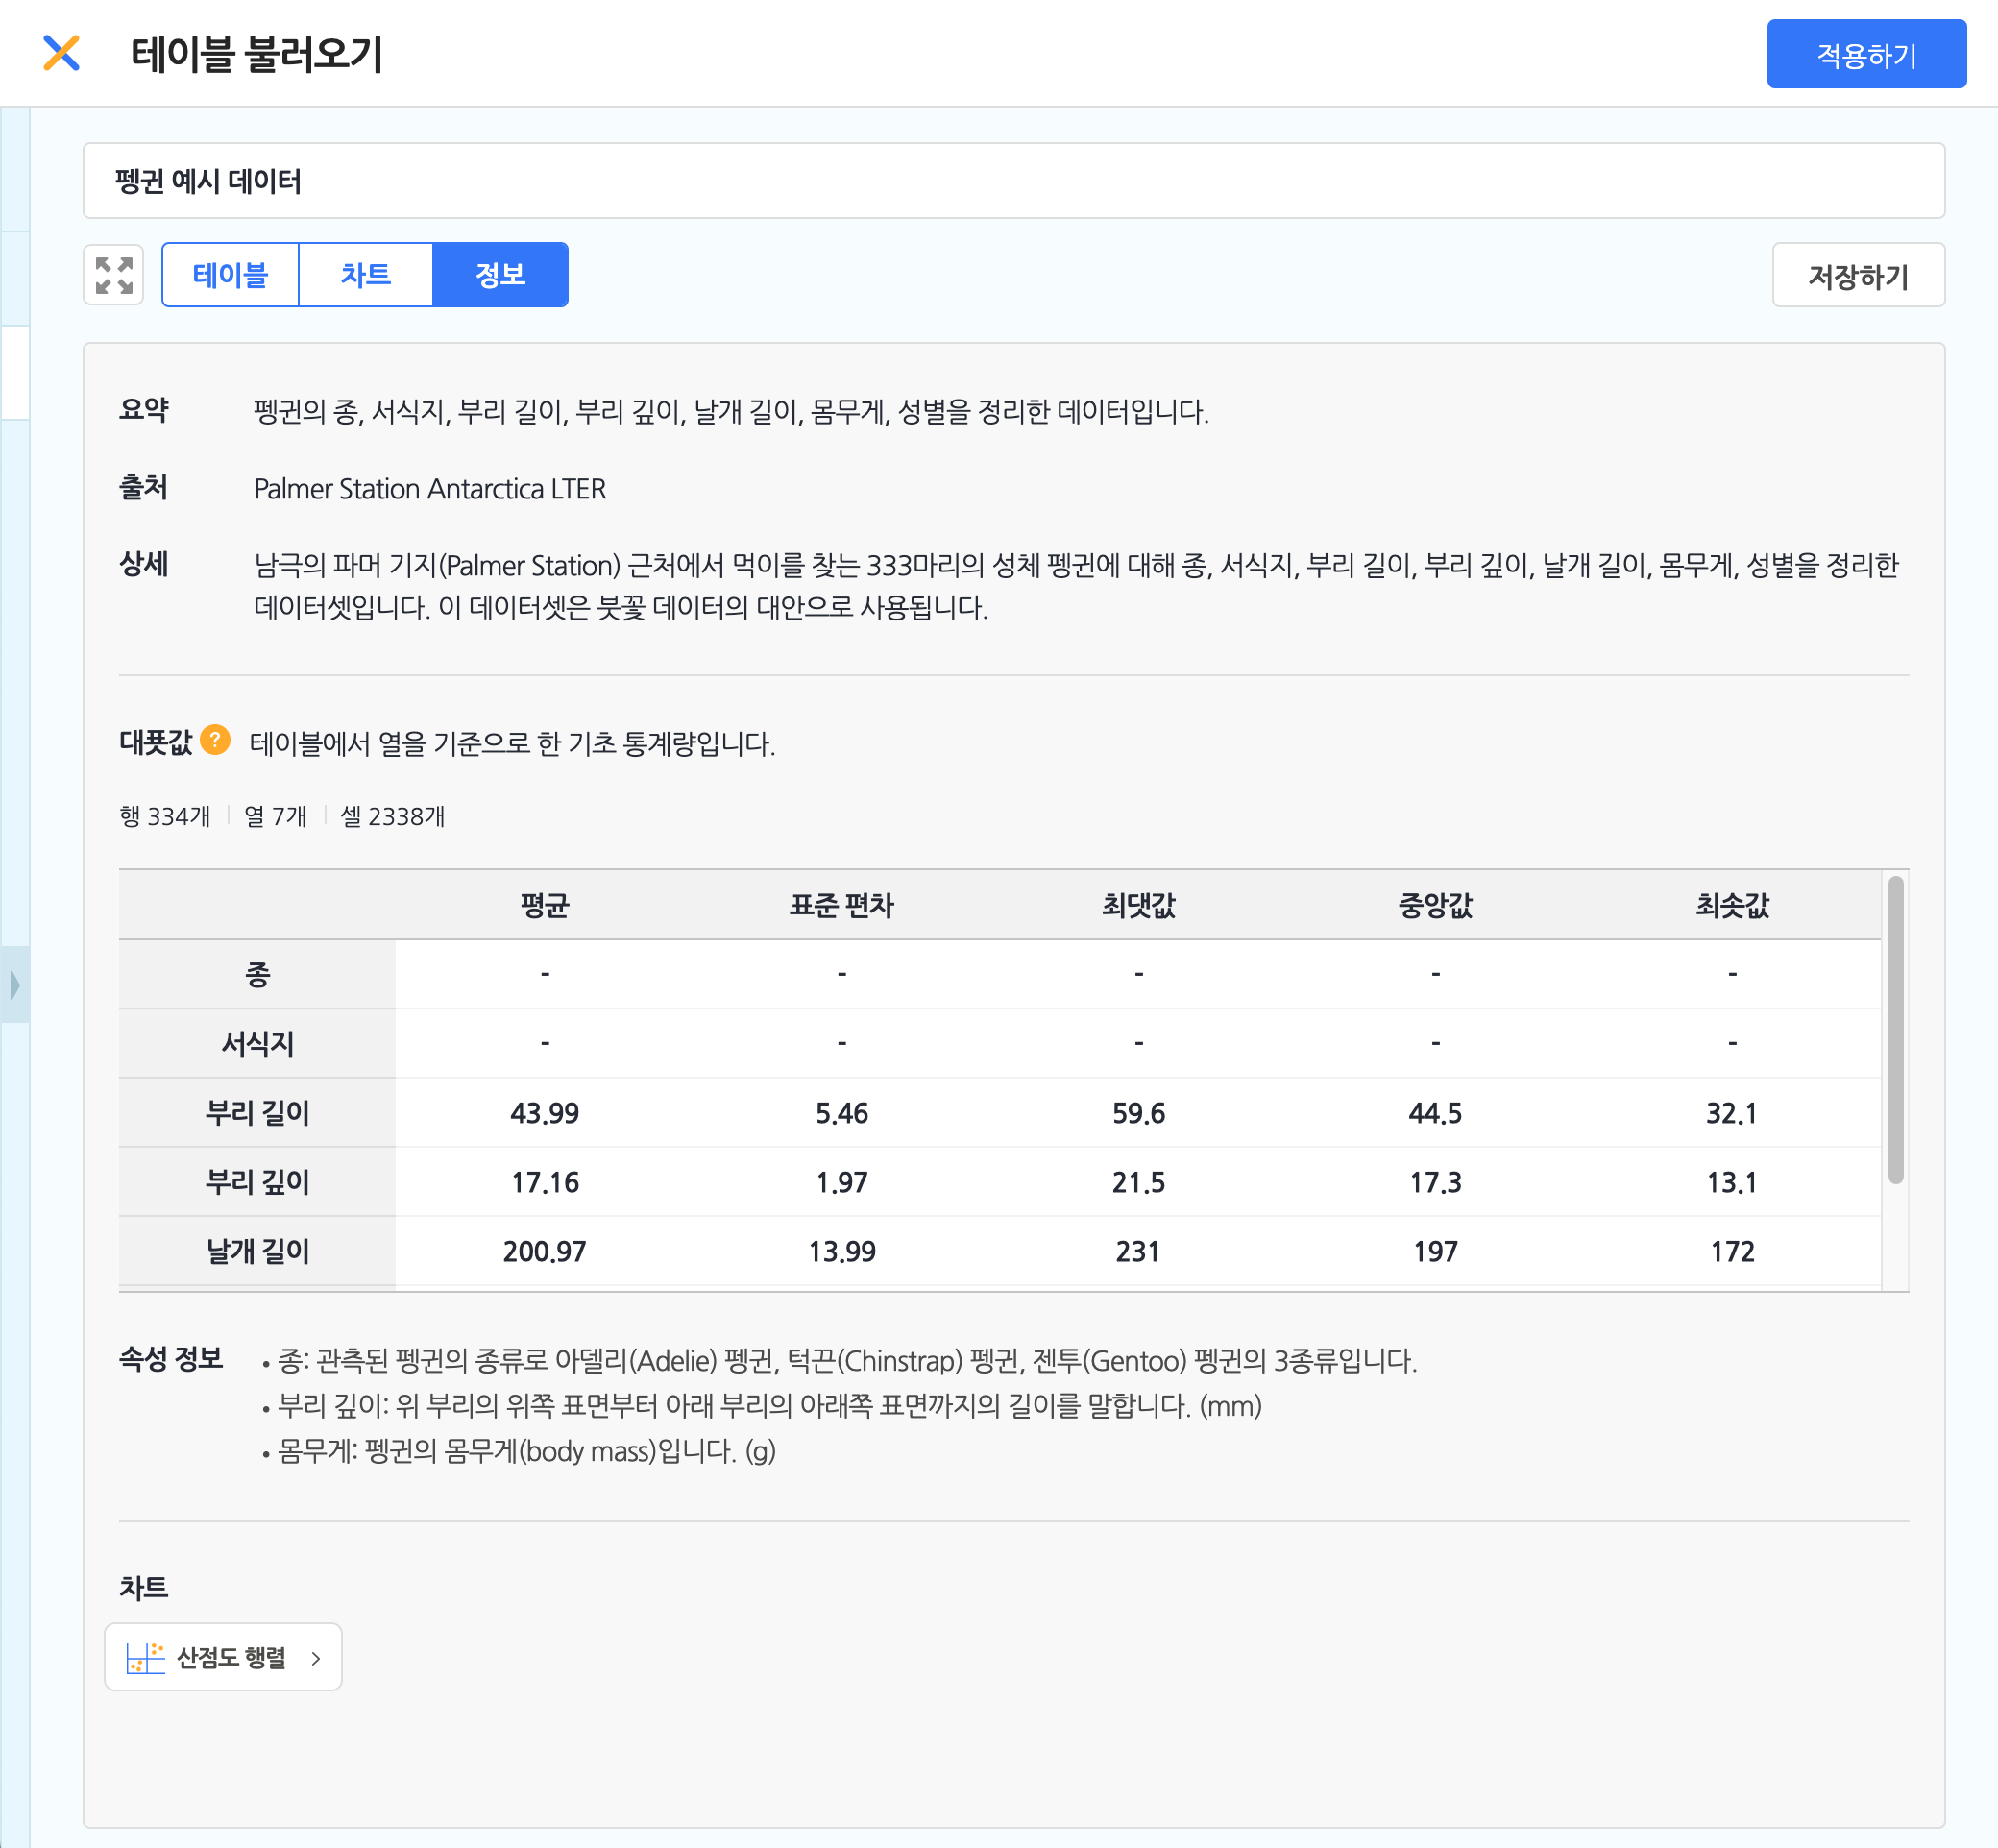 테이블 불러오기
적용하기
펭귄 예시 데이터
테이블 차트 정보
저장하기
요약 펭귄의 종, 서식지, 부리 길이, 부리 깊이, 날개 길이, 몸무게, 성별을 정리한 데이터입니다.
출처 Palmer Station Antarctica LTER
상세 남극의 파머 기지(Palmer Station) 근처에서 먹이를 찾는 333마리의 성체 펭귄에 대해 종, 서식지, 부리 길이, 부리 깊이, 날개 길이, 몸무게, 성별을 정리한
데이터셋입니다. 이 데이터셋은 붓꽃 데이터의 대안으로 사용됩니다.
대푯값 ? 테이블에서 열을 기준으로 한 기초 통계량입니다.
행 334개 열 7개 셀 2338개
평균 표준 편차 최댓값 중앙값 최솟값
종 - - - - -
서식지 - - - - -
부리 길이 43.99 5.46 59.6 44.5 32.1
부리 깊이 17.16 1.97 21.5 17.3 13.1
날개 길이 200.97 13.99 231 197 172
속성 정보 • 종: 관측된 펭귄의 종류로 아델리(Adelie) 펭귄, 턱끈(Chinstrap) 펭귄, 젠투(Gentoo) 펭귄의 3종류입니다.
• 부리 깊이: 위 부리의 위쪽 표면부터 아래 부리의 아래쪽 표면까지의 길이를 말합니다. (mm)
• 몸무게: 펭귄의 몸무게(body mass)입니다. (g)
차트
산점도 행렬 >